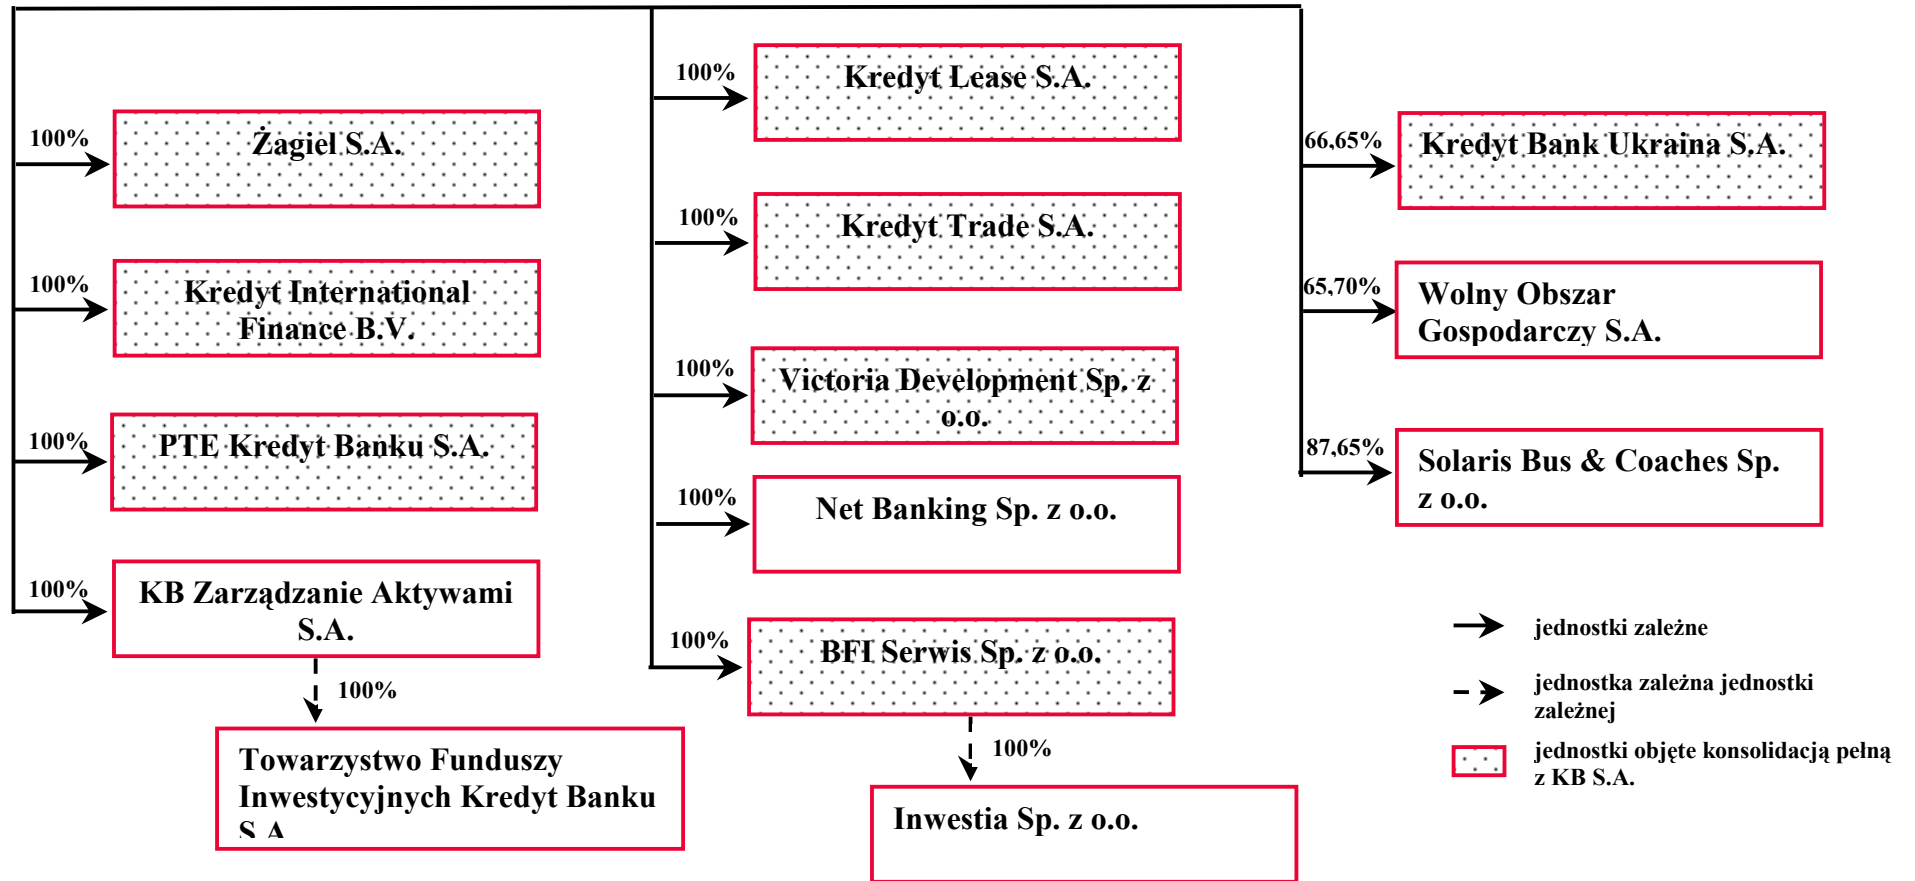 100%
Żagiel S.A.
100%
Kredyt International
Finance B.V.
100%
PTE Kredyt Banku S.A.
100%
KB Zarządzanie Aktywami
S.A.
100%
Towarzystwo Funduszy
Inwestycyjnych Kredyt Banku
S.A.
100%
Kredyt Lease S.A.
100%
Kredyt Trade S.A.
100%
Victoria Development Sp. z
o.o.
100%
Net Banking Sp. z o.o.
100%
BFI Serwis Sp. z o.o.
100%
Inwestia Sp. z o.o.
66,65%
Kredyt Bank Ukraina S.A.
65,70%
Wolny Obszar
Gospodarczy S.A.
87,65%
Solaris Bus & Coaches Sp.
z o.o.
jednostki zależne
jednostka zależna jednostki
zależnej
jednostki objęte konsolidacją pełną
z KB S.A.